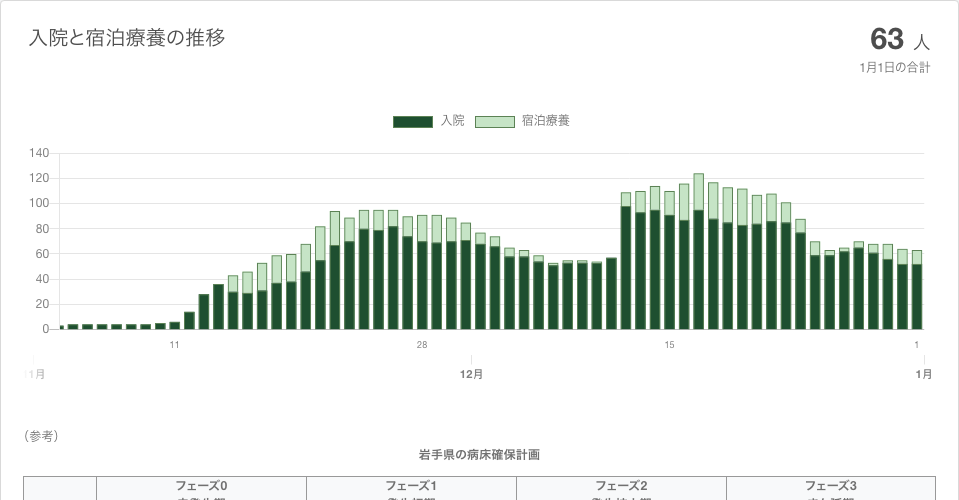 入院と宿泊療養の推移
63 人
1月1日の合計
入院 宿泊療養
140
120
100
80
60
40
20
0
11 28 15 1
11月 12月 1月
（参考）
岩手県の病床確保計画
フェーズ0 フェーズ1 フェーズ2 フェーズ3